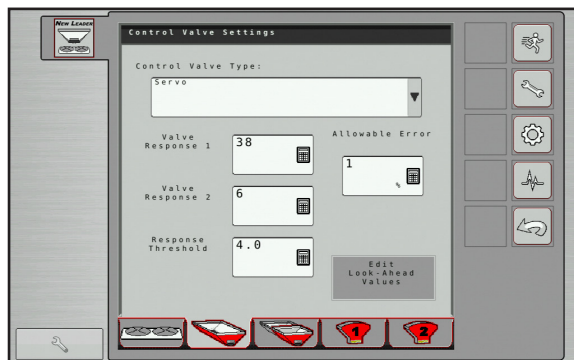 NEW LEADER
Control Valve Settings
Control Valve Type:
Servo
Valve
Response 1
38
Allowable Error
1
%
Valve
Response 2
6
Response
Threshold
4.0
Edit
Look-Ahead
Values
1
2